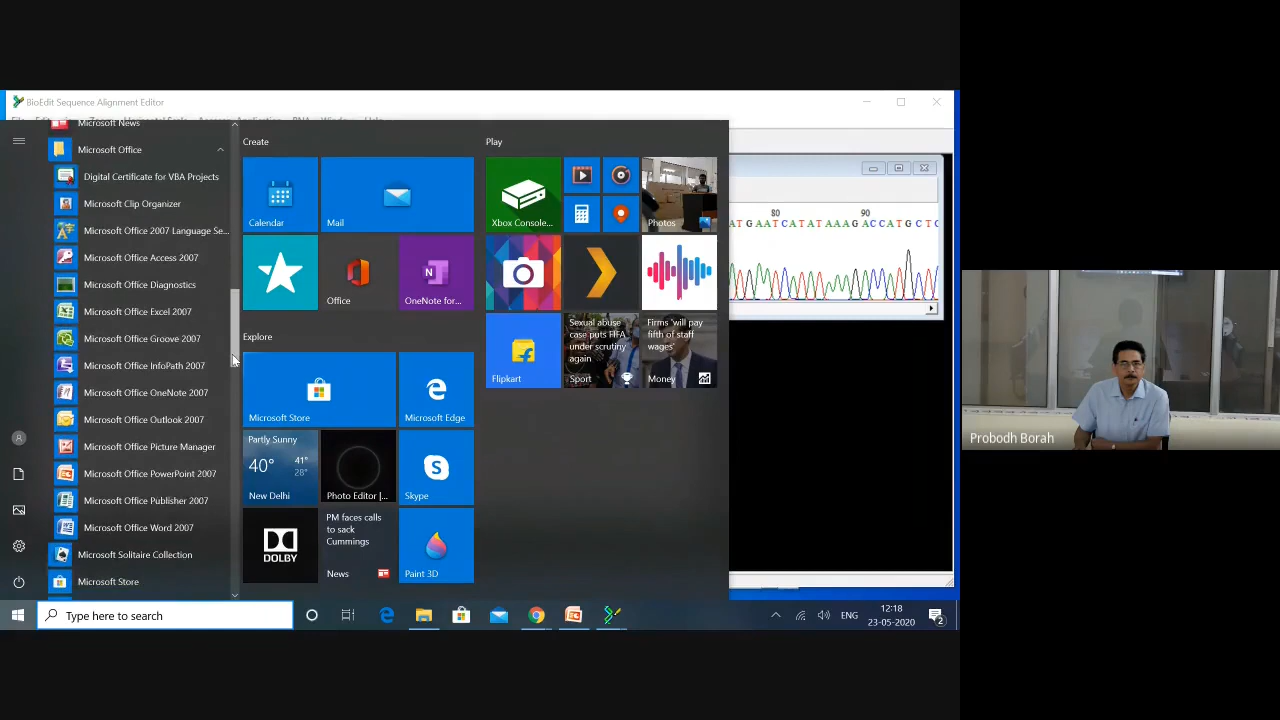 BioEdit Sequence Alignment Editor
Microsoft News
Microsoft Office
Digital Certificate for VBA Projects
Microsoft Clip Organizer
Microsoft Office 2007 Language Se...
Microsoft Office Access 2007
Microsoft Office Diagnostics
Microsoft Office Excel 2007
Microsoft Office Groove 2007
Microsoft Office InfoPath 2007
Microsoft Office OneNote 2007
Microsoft Office Outlook 2007
Microsoft Office Picture Manager
Microsoft Office PowerPoint 2007
Microsoft Office Publisher 2007
Microsoft Office Word 2007
Microsoft Solitaire Collection
Microsoft Store
Create
Calendar
Mail
Office
OneNote for...
Explore
Microsoft Store
Microsoft Edge
Partly Sunny
40° 41° 28°
New Delhi
Photo Editor |...
Skype
DOLBY
PM faces calls
to sack
Cummings
News
Paint 3D
Play
Xbox Console...
Photos
Sexual abuse
case puts FIFA
under scrutiny
again
Sport
Firms 'will pay
fifth of staff
wages'
Money
Flipkart
80 90
ATGAATCATATAAAGACCATGCTC
Probodh Borah
Type here to search
ENG
12:18
23-05-2020
2